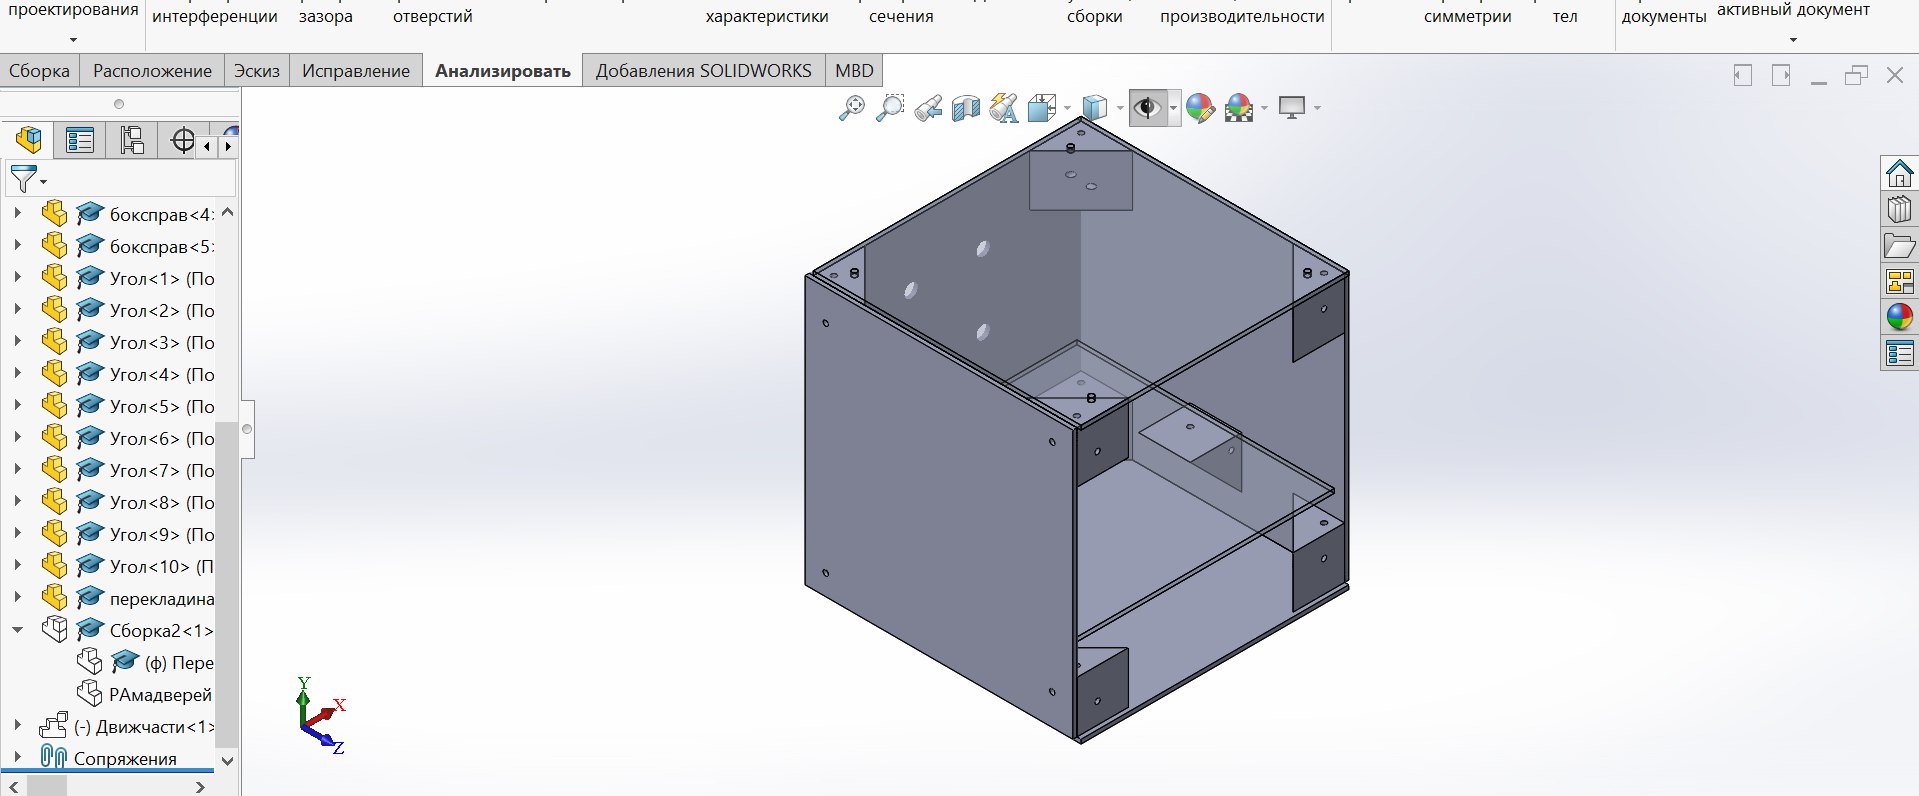 проектирования
интерференции
зазора
отверстий
характеристики
сечения
сборки
производительности
симметрии
тел
документы
активный документ
Сборка
Расположение
Эскиз
Исправление
Анализировать
Добавления SOLIDWORKS
MBD
боксправ<4>
боксправ<5>
Угол<1> (По
Угол<2> (По
Угол<3> (По
Угол<4> (По
Угол<5> (По
Угол<6> (По
Угол<7> (По
Угол<8> (По
Угол<9> (По
Угол<10> (П
перекладина
Сборка2<1>
(ф) Пере
РАмадверей
(-) Движчасти<1>
Сопряжения
Y
X
Z